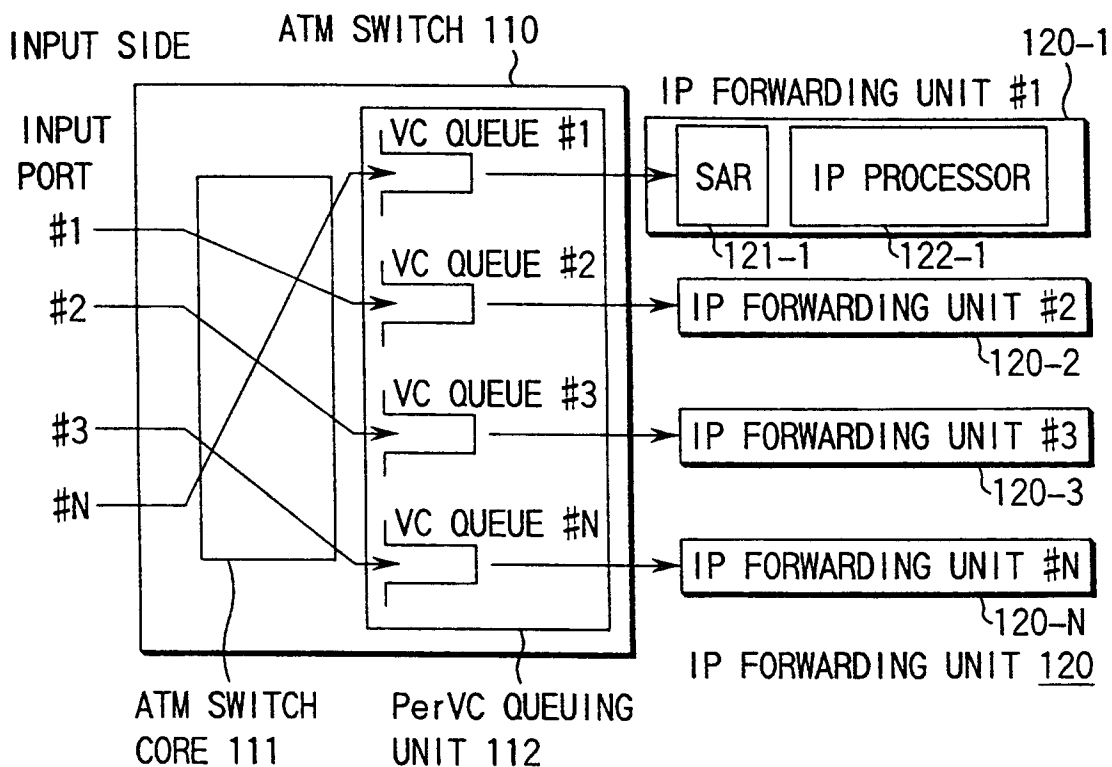 INPUT SIDE
ATM SWITCH 110
120-1
IP FORWARDING UNIT #1
INPUT
PORT
VC QUEUE #1
SAR
IP PROCESSOR
#1
121-1
122-1
VC QUEUE #2
#2
IP FORWARDING UNIT #2
120-2
VC QUEUE #3
#3
IP FORWARDING UNIT #3
120-3
#N
VC QUEUE #N
IP FORWARDING UNIT #N
120-N
IP FORWARDING UNIT 120
ATM SWITCH
CORE 111
PerVC QUEUING
UNIT 112